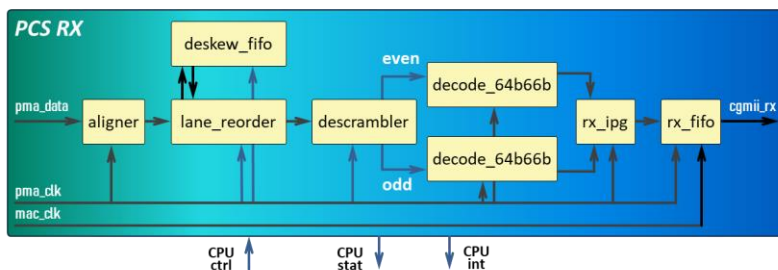 PCS RX
deskew_fifo
even
decode_64b66b
pma_data
cgmii_rx
aligner
lane_reorder
descrambler
rx_ipg
rx_fifo
decode_64b66b
odd
pma_clk
mac_clk
CPU
ctrl
CPU
stat
CPU
int